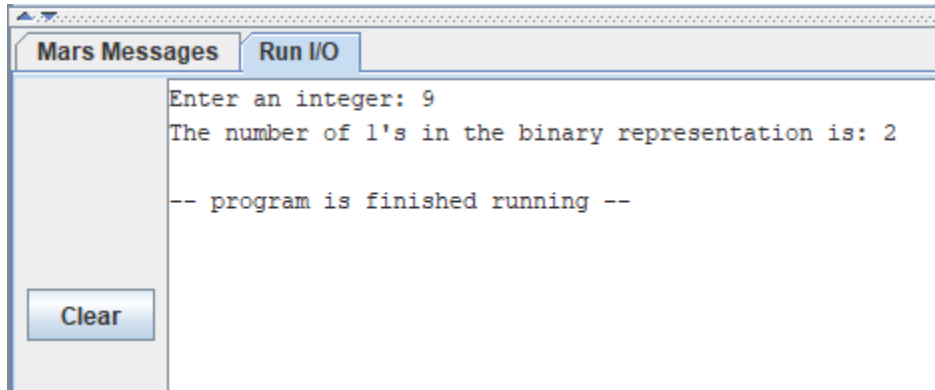 Mars Messages Run I/O
Enter an integer: 9
The number of 1's in the binary representation is: 2
-- program is finished running --
Clear